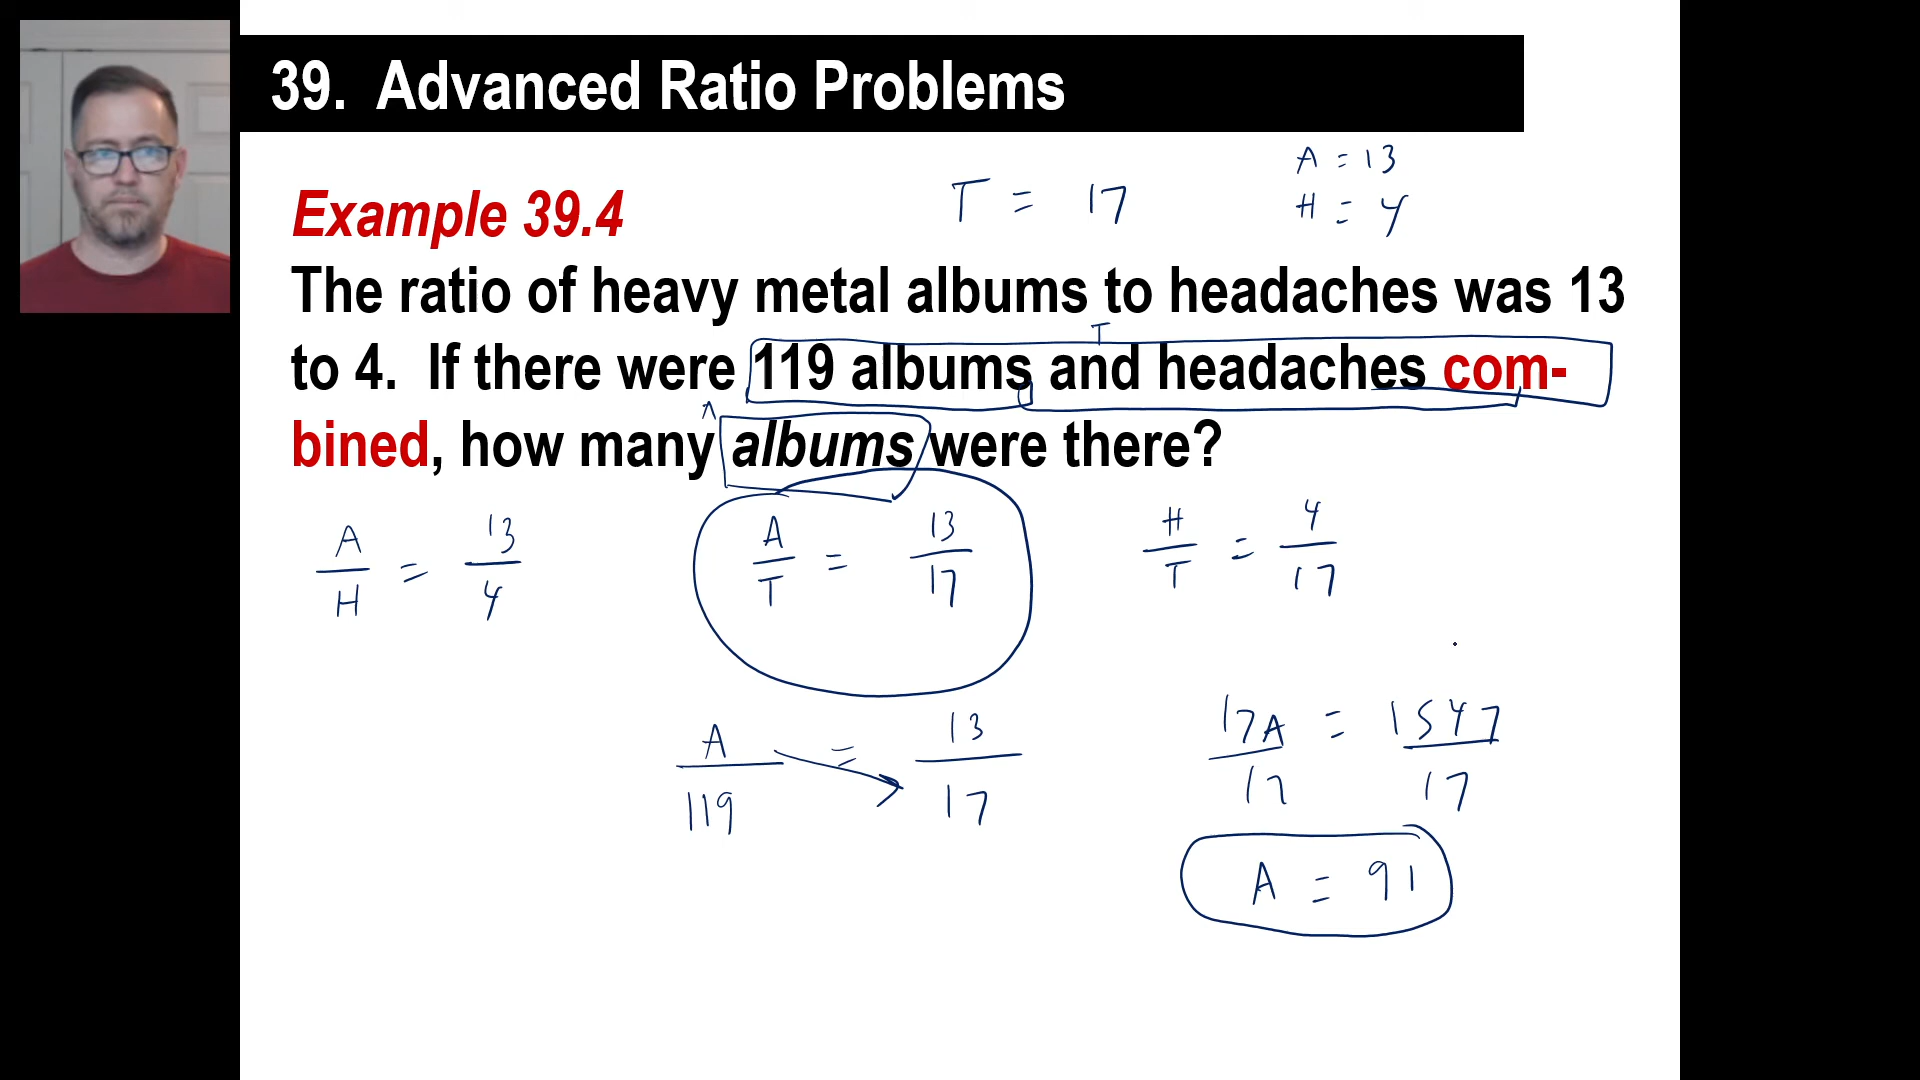 39. Advanced Ratio Problems
A = 13
T = 17
H = 4
Example 39.4
The ratio of heavy metal albums to headaches was 13
T
to 4. If there were 119 albums and headaches com-
A
bined, how many albums were there?
A/H = 13/4
A/T = 13/17
H/T = 4/17
A/119 = 13/17
17A/17 = 1547/17
A = 91